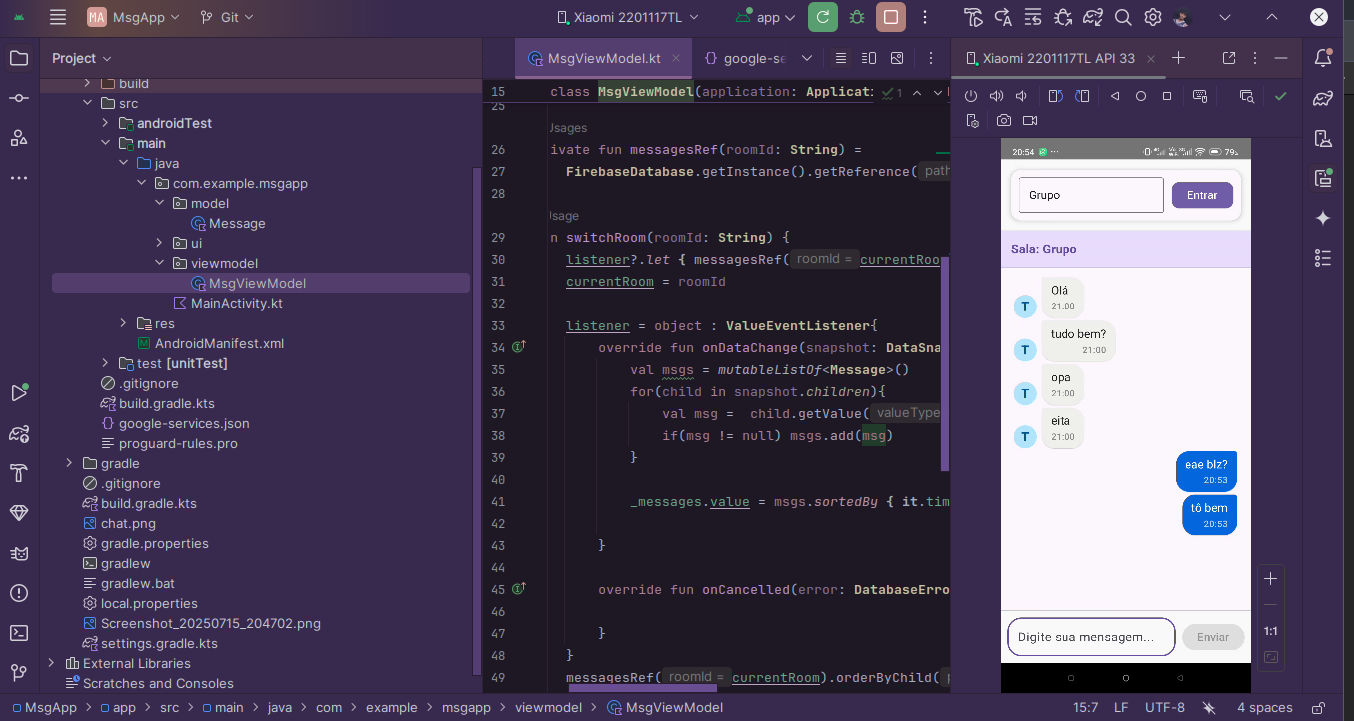 MA MsgApp
Git
Xiaomi 2201117TL
app
Project
build
src
androidTest
main
java
com.example.msgapp
model
Message
ui
viewmodel
MsgViewModel
MainActivity.kt
res
AndroidManifest.xml
test [unitTest]
.gitignore
build.gradle.kts
google-services.json
proguard-rules.pro
gradle
.gitignore
build.gradle.kts
chat.png
gradle.properties
gradlew
gradlew.bat
local.properties
Screenshot_20250715_204702.png
settings.gradle.kts
External Libraries
Scratches and Consoles
MsgViewModel.kt
google-se
15 class MsgViewModel(application: Applicati 1
25
Usages
26 ivate fun messagesRef(roomId: String) =
27 FirebaseDatabase.getInstance().getReference( path
28
Usage
29 n switchRoom(roomId: String) {
30 listener?.let { messagesRef( roomId = currentRoo
31 currentRoom = roomId
32
33 listener = object : ValueEventListener{
34 override fun onDataChange(snapshot: DataSna
35 val msgs = mutableListOf<Message>()
36 for(child in snapshot.children){
37 val msg = child.getValue( valueType
38 if(msg != null) msgs.add(msg)
39 }
40
41 _messages.value = msgs.sortedBy { it.tim
42
43 }
44
45 override fun onCancelled(error: DatabaseErro
46
47 }
48 }
49 messagesRef( roomId = currentRoom).orderByChild(
Xiaomi 2201117TL API 33
20:54 79%
Grupo
Entrar
Sala: Grupo
T
Olá
21:00
T
tudo bem?
21:00
T
opa
21:00
T
eita
21:00
eae blz?
20:53
tô bem
20:53
Digite sua mensagem...
Enviar
1:1
MsgApp
app
src
main
java
com
example
msgapp
viewmodel
MsgViewModel
15:7
LF
UTF-8
4 spaces